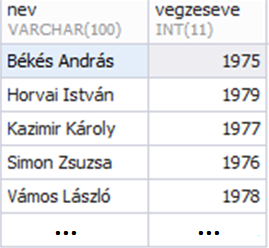 nev vegzeseve
VARCHAR(100) INT(11)
Békés András 1975
Horvai István 1979
Kazimir Károly 1977
Simon Zsuzsa 1976
Vámos László 1978
... ...